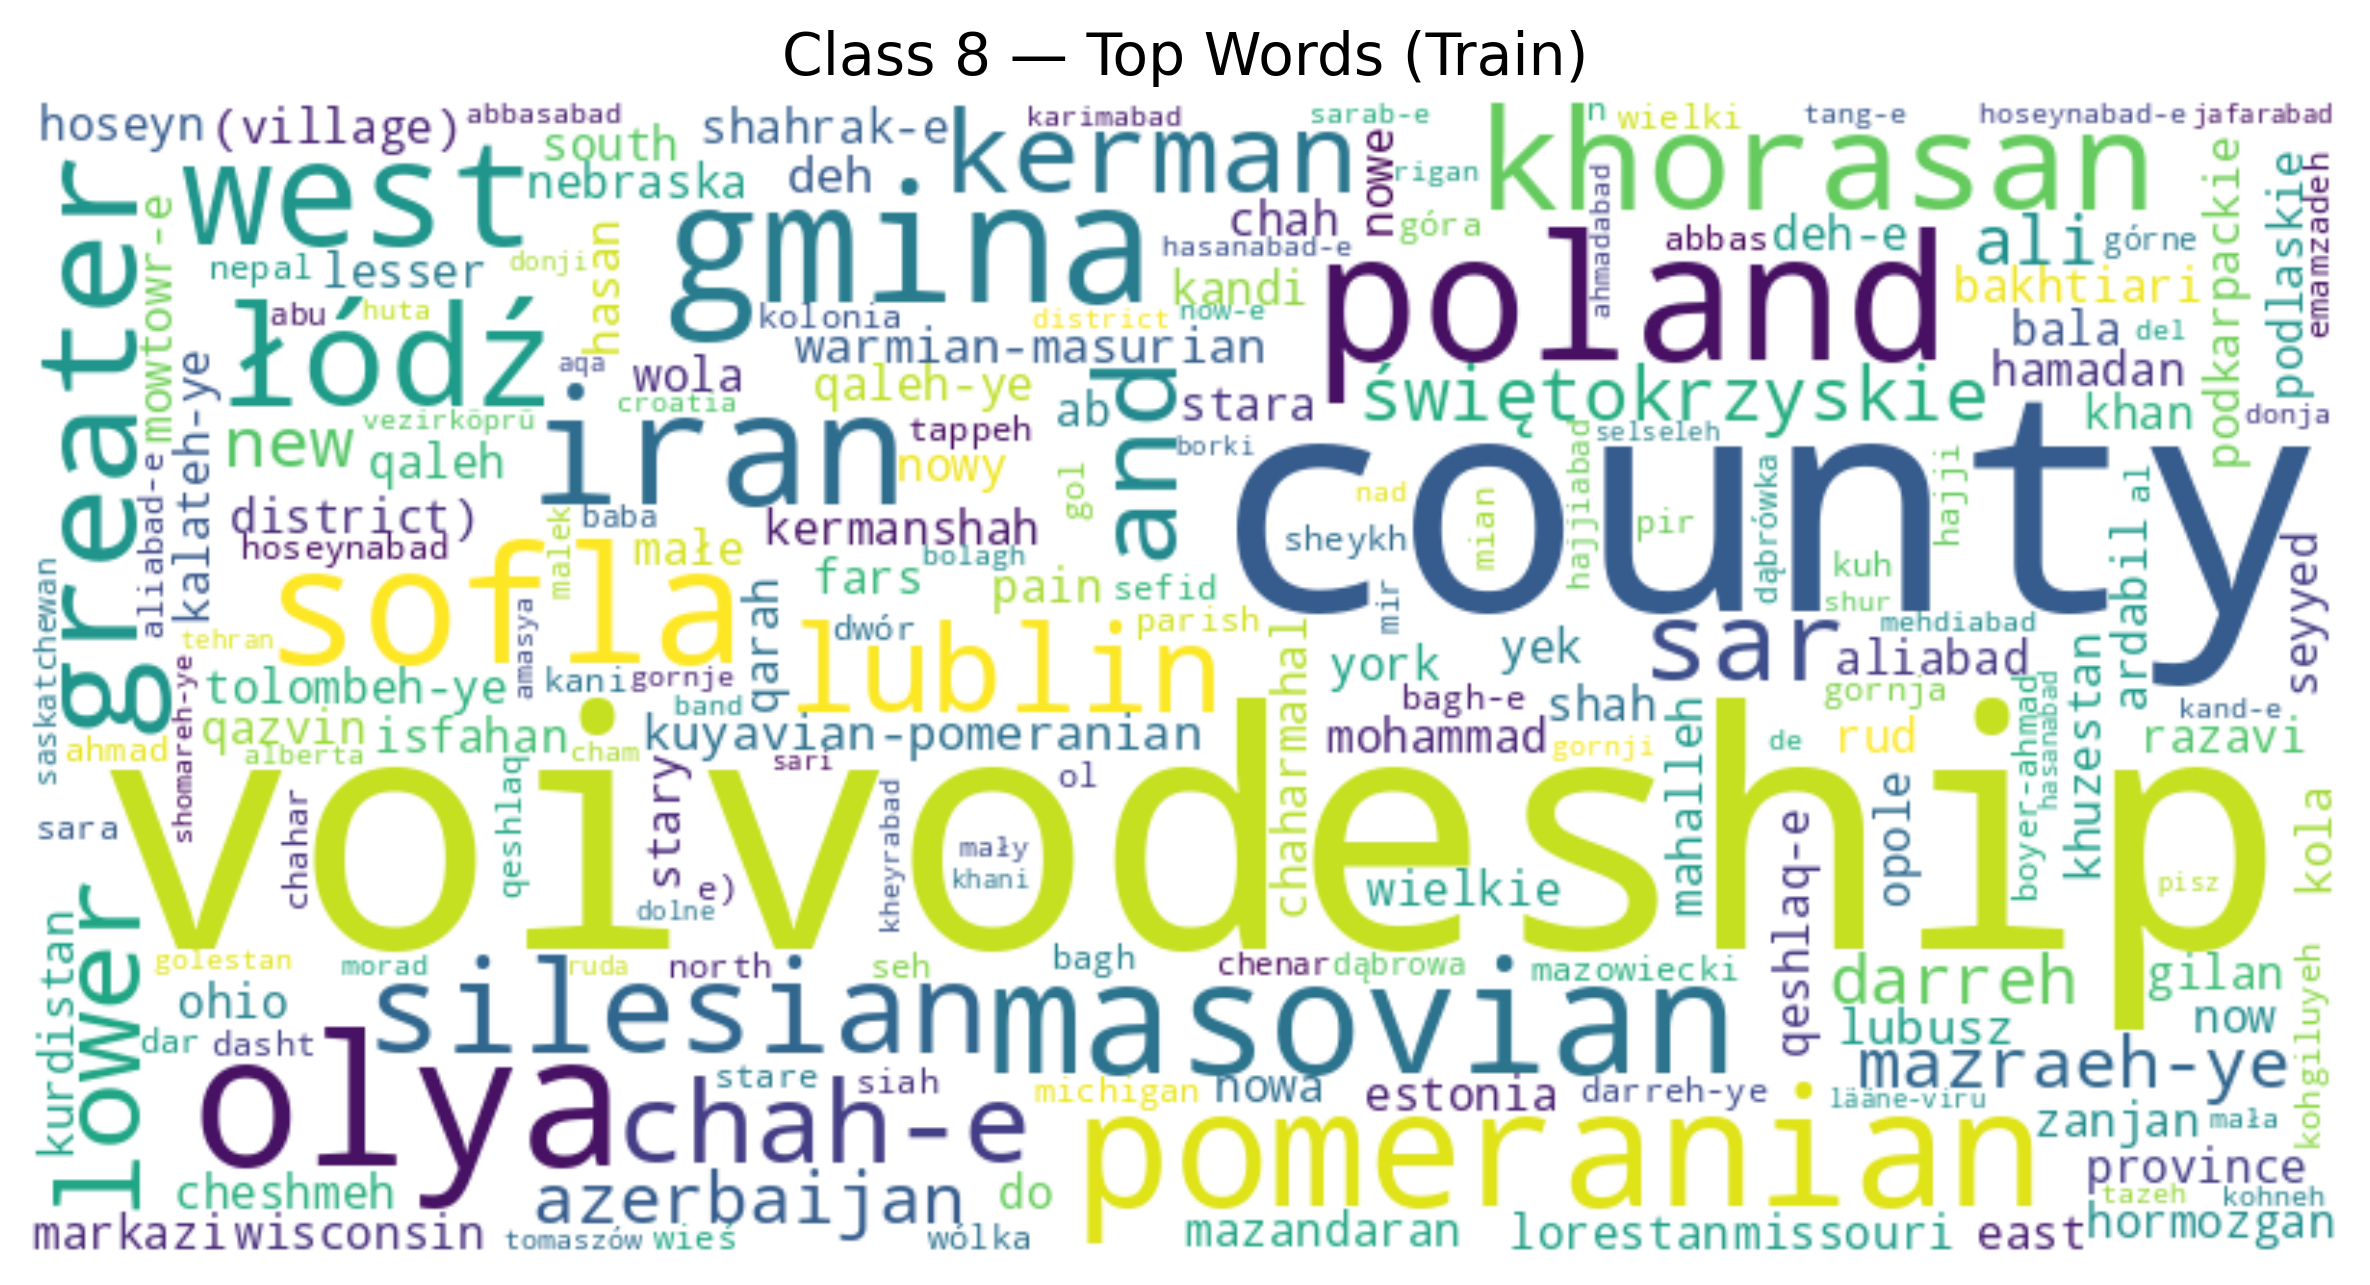 Class 8 — Top Words (Train)
hoseyn (village) abbasabad shahrak-e karimabad sarab-e n wielki tang-e hoseynabad-e jafarabad
south kerman nowe khorasan
west nebraska deh . gmina chah rigan góra ahmadabad podkarpackie podlaskie emamzadeh
greater mowtowr-e hasan hasanabad-e poland abbas deh-e ali górne
nepal lesser donji kandi bakhtiari
łódź abu huta kolonia district now-e bala del
warmian-masurian hamadan
aqa wola qaleh-ye and ab stara świętokrzyskie khan donja
new vezirköprü croatia iran tappeh borki selseleh
kalateh-ye qaleh nowy gol county
aliabad-e district) baba kermanshah nad mian hajjiabad pir dąbrówka hajji ardabil al
hoseynabad malek małe bolagh sheykh seyyed
saskatchewan sofla fars pain sefid mir kuh shur
tehran amasya qarah dwór lublin parish chaharmahal york yek sar mehdiabad
shomareh-ye tolombeh-ye kani gornje aliabad
qazvin isfahan band kuyavian-pomeranian bagh-e shah mahalleh gornja kand-e
ahmad alberta cham sari mohammad gornji de rud boyer-ahmad hasanabad khuzestan razavi
voivodeship ol
sara chahar qeshlaq stary kheyrabad mały qeshlaq-e opole kola
e) khani wielkie pisz
lower dolne
kurdistan golestan morad ruda north seh bagh chenar dąbrowa mazowiecki darreh gilan kohgiluyeh
ohio silesian masovian lubusz now
dar dasht mazraeh-ye
olya stare siah michigan nowa estonia darreh-ye lääne-viru
chah-e pomeranian zanjan mała
cheshmeh azerbaijan do province
tazeh kohneh
markazi wisconsin tomaszów wieś wólka mazandaran lorestan missouri east hormozgan